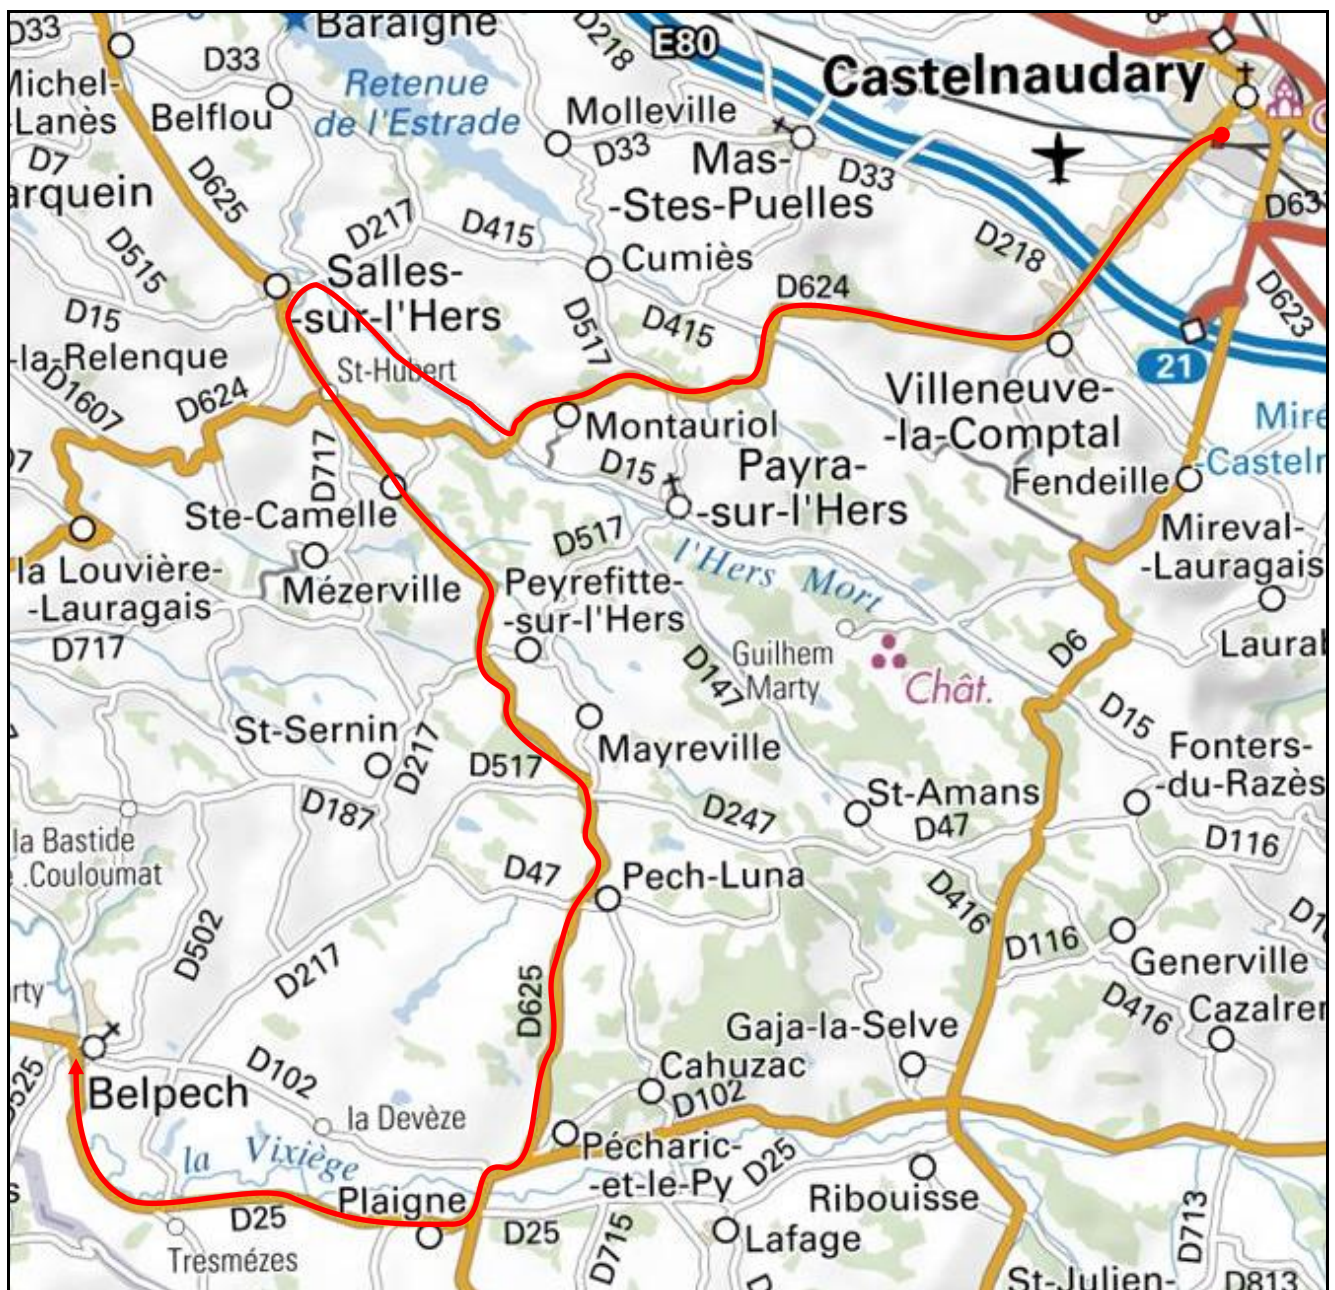 D33
Baraigne
D218
E80
D33
Castelnaudary
Michel-
-Lanès
Belflou
Retenue
de l'Estrade
Molleville
D33
Mas-
-Stes-Puelles
D33
D7
arquein
D625
D217
D415
D218
D633
D515
Salles-
-sur-l'Hers
Cumiès
D624
D623
D15
D517
D415
-la-Relenque
St-Hubert
21
D1607
D624
Villeneuve-
-la-Comptal
Mire
-Casteln
Montauriol
D717
D15
Payra-
-sur-l'Hers
Fendeille
Ste-Camelle
D517
Mireval-
-Lauragais
la Louvière-
-Lauragais
Mézerville
Peyrefitte-
-sur-l'Hers
l'Hers Mort
D717
D147
Guilhem
Marty
Chât.
D6
Laura
St-Sernin
D217
Mayreville
D15
Fonters-
-du-Razès
D517
D187
D247
St-Amans
D47
D116
la Bastide
.Couloumat
D47
Pech-Luna
D416
D502
D217
D116
D1
Generville
rty
D625
D416
Cazalre
Gaja-la-Selve
D525
Belpech
D102
Cahuzac
D102
la Devèze
la Vixiège
Pécharic-
-et-le-Py
D25
Plaigne
Ribouisse
s
D25
D25
D715
Lafage
D713
Tresmézes
St-Julien-
D813